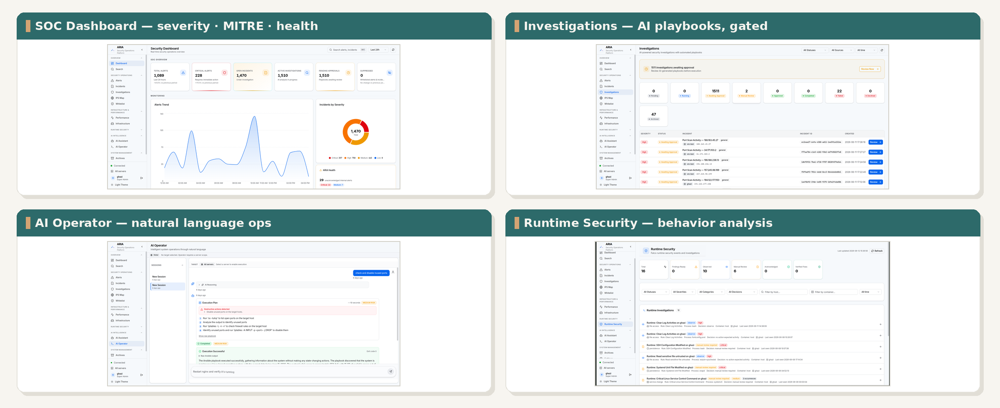 SOC Dashboard — severity · MITRE · health
ARIA
Security Operations
Platform
OVERVIEW
Dashboard
Search
SECURITY OPERATIONS
Alerts
Incidents
Investigations
IPS Map
Whitelist
INFRASTRUCTURE &
PERFORMANCE
Performance
Infrastructure
RUNTIME SECURITY
AI INTELLIGENCE
AI Assistant
AI Operator
SYSTEM MANAGEMENT
Archives
Connected
All servers
ghazi
Super Admin
Light Theme
Security Dashboard
Real-time security operations overview
Search alerts, incidents
⌘K
Last 24h
SOC OVERVIEW
TOTAL ALERTS
1,089
Last 24 hours
+41.6% vs previous period
CRITICAL ALERTS
228
Requires immediate action
+111.1% vs previous period
OPEN INCIDENTS
1,470
Under investigation
ACTIVE INVESTIGATIONS
1,510
AI analysis in progress
PENDING APPROVALS
1,510
Playbooks awaiting review
SUPPRESSED
0
Whitelisted alerts & incide...
No change vs previous pe...
MONITORING
Alerts Trend
140
105
70
35
0
12:00 AM 02:00 AM 04:00 AM 06:00 AM 08:00 AM 10:00 AM 11:00 AM 12:00 PM 02:00 PM 04:00 PM
Incidents by Severity
1,470
Total
Critical 257 High 750 Medium 463 Low 0
ARIA Health
29 unacknowledged internal alerts
Critical: 22 Medium: 7
Investigations — AI playbooks, gated
ARIA
Security Operations
Platform
OVERVIEW
Dashboard
Search
SECURITY OPERATIONS
Alerts
Incidents
Investigations
IPS Map
Whitelist
INFRASTRUCTURE &
PERFORMANCE
Performance
Infrastructure
RUNTIME SECURITY
AI INTELLIGENCE
AI Assistant
AI Operator
SYSTEM MANAGEMENT
Archives
Connected
All servers
ghazi
Super Admin
Light Theme
Investigations
AI-powered security investigations with automated playbooks
All Statuses
All Sources
All time
1511 investigations awaiting approval
Review AI-generated playbooks before execution
Review Now
0
Pending
0
Running
1511
Awaiting Approval
2
Manual Review
0
Approved
0
Completed
22
Failed
0
Declined
47
Archived
SEVERITY STATUS INCIDENT INCIDENT ID CREATED
High Awaiting Approval Port Scan Activity — 188.163.45.27 general 2026-06-11 17:36:16 Review
vm-test 188.163.45.27
High Awaiting Approval Port Scan Activity — 34.171.103.2 general 2026-06-11 17:27:27 Review
vm-test 34.171.103.2
High Awaiting Approval Port Scan Activity — 196.188.236.13 general 2026-06-11 17:24:56 Review
vm-test 196.188.236.13
High Awaiting Approval Port Scan Activity — 157.245.98.199 general 2026-06-11 17:22:40 Review
vm-test 157.245.98.199
High Awaiting Approval Port Scan Activity — 194.122.177.150 general 2026-06-11 17:12:06 Review
ghazi 194.122.177.150
AI Operator — natural language ops
ARIA
Security Operations
Platform
OVERVIEW
Dashboard
Search
SECURITY OPERATIONS
Alerts
Incidents
Investigations
IPS Map
Whitelist
INFRASTRUCTURE &
PERFORMANCE
Performance
Infrastructure
RUNTIME SECURITY
AI INTELLIGENCE
AI Assistant
AI Operator
SYSTEM MANAGEMENT
Archives
Connected
All servers
ghazi
Super Admin
Light Theme
AI Operator
Intelligent system operations through natural language
Global No target selected. Operator requires a server scope.
SESSIONS
New Session
6 days ago
New Session
6 days ago
TARGET All servers Select a server to enable execution
check and disable inused ports
6 days ago
AI Reasoning
6 days ago
6 days ago
Execution Plan
~~10 seconds MEDIUM RISK
Destructive actions detected
• Disable unused ports on the target hosts.
1 Run 'ss -tulnp' to list open ports on the target host
2 Analyze the output to identify unused ports
3 Run 'iptables -L -n -v' to check firewall rules on the target host
4 Identify unused ports and run 'iptables -A INPUT -p <port> -j DROP' to disable them
Show raw playbook
Completed MEDIUM RISK
Execution Successful
Exit code 0
Raw Ansible output
The Ansible playbook executed successfully, gathering information about the system without making any state-changing actions. The playbook discovered that the system is
Restart nginx and verify it's running
Runtime Security — behavior analysis
ARIA
Security Operations
Platform
Dashboard
Search
SECURITY OPERATIONS
Alerts
Incidents
Investigations
IPS Map
Whitelist
INFRASTRUCTURE &
PERFORMANCE
Performance
Infrastructure
RUNTIME SECURITY
Runtime Security
AI INTELLIGENCE
AI Assistant
AI Operator
SYSTEM MANAGEMENT
Archives
Connected
All servers
ghazi
Super Admin
Light Theme
Runtime Security
Falco runtime security events and investigations
Last updated 2026-06-12 15:36:56
Refresh
Total
16
Findings Ready
0
Observed
10
Manual Review
6
Acknowledged
0
Verified Fixes
0
All Statuses
All Severities
All Categories
All Decisions
Filter by host...
Filter by container...
All time
Runtime Investigations 12
Runtime: Clear Log Activities on ghazi observe high
file access Rule: Clear Log Activities Process: bash Decision: observe Container: host ghazi Last seen 2026-06-11 14:38:09
Runtime: Clear Log Activities on ghazi observe high
file access Rule: Clear Log Activities Process: fontconfig.post Decision: no action expected activity Container: host ghazi Last seen 2026-06-08 10:26:07
Runtime: SSH Configuration Modified on ghazi manual review required critical
persistence Rule: SSH Configuration Modified Process: bash Decision: manual review required Container: host ghazi Last seen 2026-06-08 10:07:38
Runtime: Read sensitive file untrusted on ghazi observe high
file access Rule: Read sensitive file untrusted Process: wazuh-syscheckd Decision: no action expected activity Container: host ghazi Last seen 2026-06-06 17:14:34
Runtime: Systemd Unit File Modified on ghazi manual review required critical
persistence Rule: Systemd Unit File Modified Process: snapd Decision: manual review required Container: host ghazi Last seen 2026-06-06 04:52:13
Runtime: Critical Linux Service Control Command on ghazi manual review required medium 3 occurrences
service change Rule: Critical Linux Service Control Command Process: systemctl Decision: manual review required Container: host ghazi Last seen 2026-06-06 00:00:04